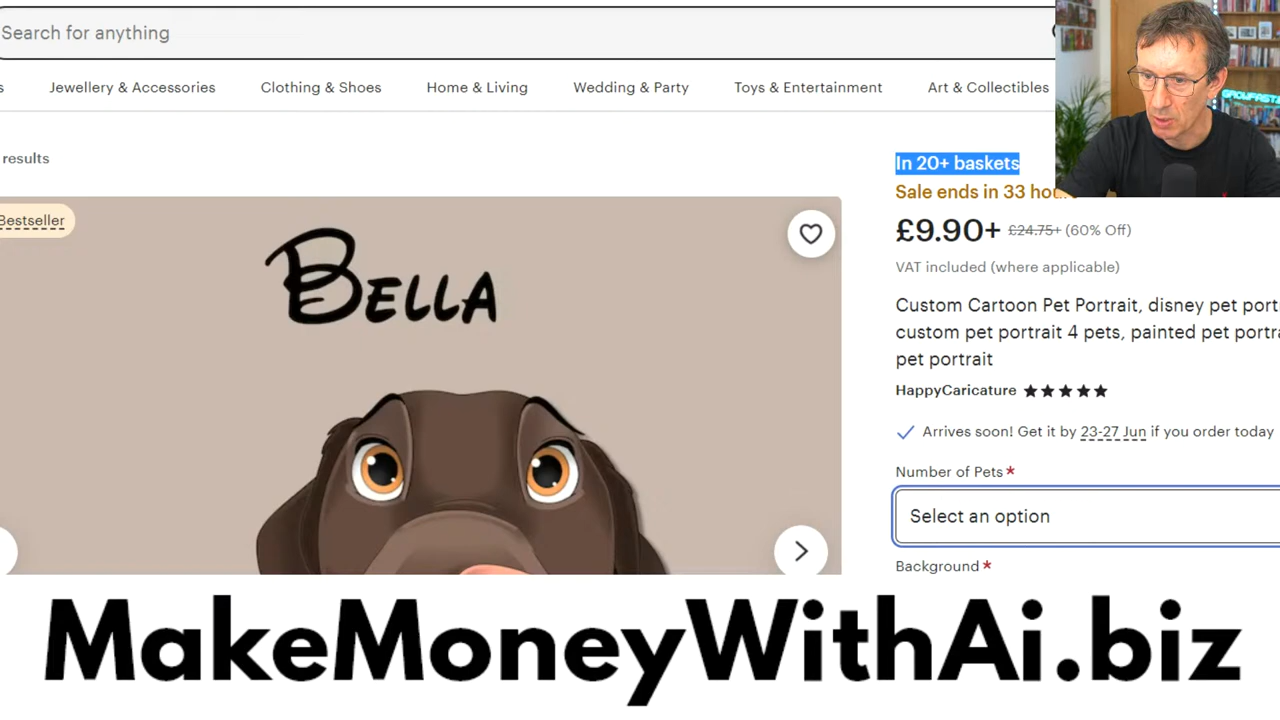 Search for anything
s Jewellery & Accessories Clothing & Shoes Home & Living Wedding & Party Toys & Entertainment Art & Collectibles
results
In 20+ baskets
Sale ends in 33 hou
£9.90+ £24.75+ (60% Off)
VAT included (where applicable)
Bestseller
BELLA
Custom Cartoon Pet Portrait, disney pet port
custom pet portrait 4 pets, painted pet portra
pet portrait
HappyCaricature
Arrives soon! Get it by 23-27 Jun if you order today
Number of Pets*
Select an option
Background*
MakeMoneyWithAi.biz